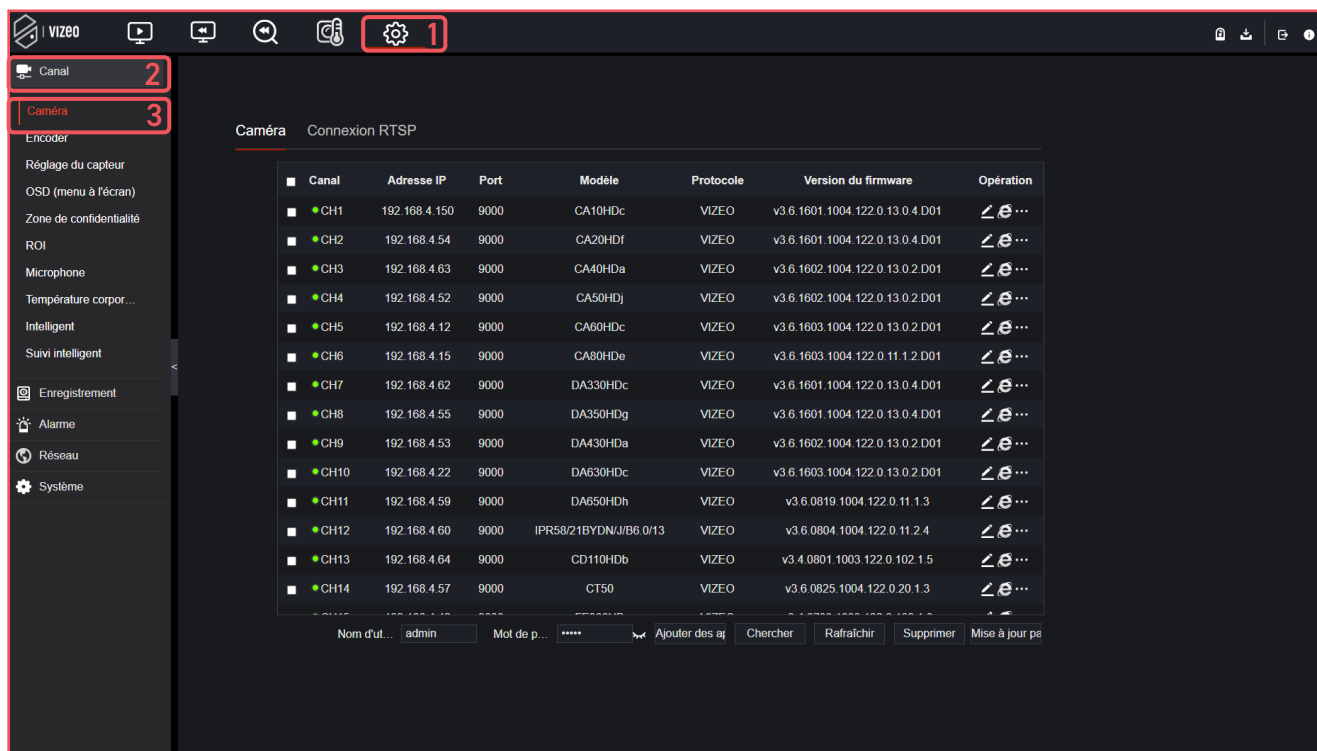 VIZEO
1
Canal
2
Caméra
3
Encoder
Réglage du capteur
OSD (menu à l'écran)
Zone de confidentialité
ROI
Microphone
Température corpor...
Intelligent
Suivi intelligent
<
Enregistrement
Alarme
Réseau
Système
Caméra Connexion RTSP
Canal Adresse IP Port Modèle Protocole Version du firmware Opération
CH1 192.168.4.150 9000 CA10HDc VIZEO v3.6.1601.1004.122.0.13.0.4.D01
CH2 192.168.4.54 9000 CA20HDf VIZEO v3.6.1601.1004.122.0.13.0.4.D01
CH3 192.168.4.63 9000 CA40HDa VIZEO v3.6.1602.1004.122.0.13.0.2.D01
CH4 192.168.4.52 9000 CA50HDj VIZEO v3.6.1602.1004.122.0.13.0.2.D01
CH5 192.168.4.12 9000 CA60HDc VIZEO v3.6.1603.1004.122.0.13.0.2.D01
CH6 192.168.4.15 9000 CA80HDe VIZEO v3.6.1603.1004.122.0.11.1.2.D01
CH7 192.168.4.62 9000 DA330HDc VIZEO v3.6.1601.1004.122.0.13.0.4.D01
CH8 192.168.4.55 9000 DA350HDg VIZEO v3.6.1601.1004.122.0.13.0.4.D01
CH9 192.168.4.53 9000 DA430HDa VIZEO v3.6.1602.1004.122.0.13.0.2.D01
CH10 192.168.4.22 9000 DA630HDc VIZEO v3.6.1603.1004.122.0.13.0.2.D01
CH11 192.168.4.59 9000 DA650HDh VIZEO v3.6.0819.1004.122.0.11.1.3
CH12 192.168.4.60 9000 IPR58/21BYDN/J/B6.0/13 VIZEO v3.6.0804.1004.122.0.11.2.4
CH13 192.168.4.64 9000 CD110HDb VIZEO v3.4.0801.1003.122.0.102.1.5
CH14 192.168.4.57 9000 CT50 VIZEO v3.6.0825.1004.122.0.20.1.3
Nom d'ut... admin Mot de p... ••••• Ajouter des ap Chercher Rafraîchir Supprimer Mise à jour pa